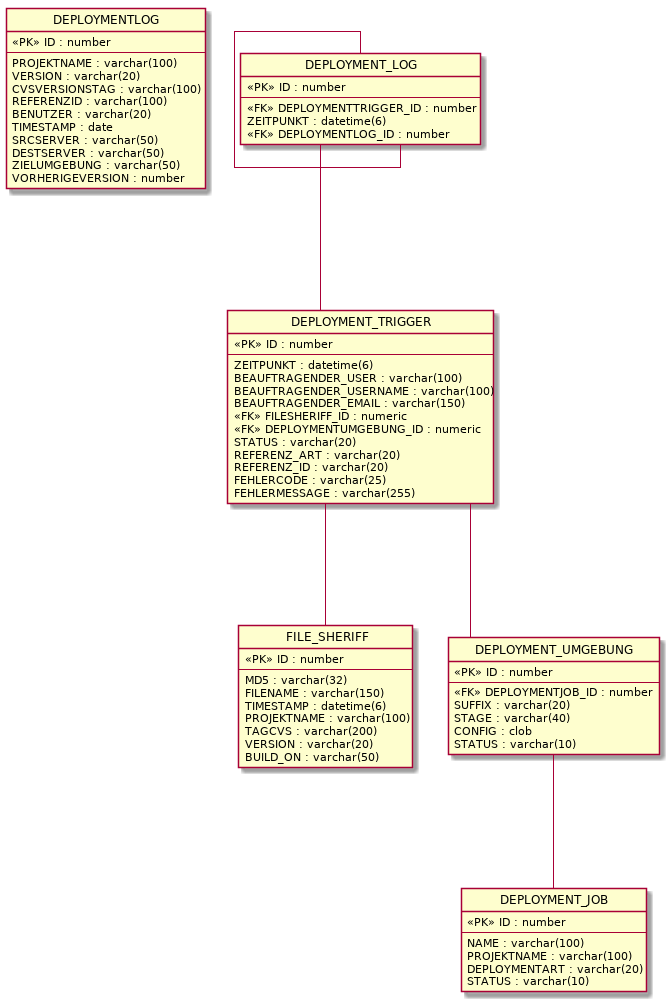 DEPLOYMENTLOG
«PK» ID : number
PROJEKTNAME : varchar(100)
VERSION : varchar(20)
CVSVERSIONSTAG : varchar(100)
REFERENZID : varchar(100)
BENUTZER : varchar(20)
TIMESTAMP : date
SRCSERVER : varchar(50)
DESTSERVER : varchar(50)
ZIELUMGEBUNG : varchar(50)
VORHERIGEVERSION : number
DEPLOYMENT_LOG
«PK» ID : number
«FK» DEPLOYMENTTRIGGER_ID : number
ZEITPUNKT : datetime(6)
«FK» DEPLOYMENTLOG_ID : number
DEPLOYMENT_TRIGGER
«PK» ID : number
ZEITPUNKT : datetime(6)
BEAUFTRAGENDER_USER : varchar(100)
BEAUFTRAGENDER_USERNAME : varchar(100)
BEAUFTRAGENDER_EMAIL : varchar(150)
«FK» FILESHERIFF_ID : numeric
«FK» DEPLOYMENTUMGEBUNG_ID : numeric
STATUS : varchar(20)
REFERENZ_ART : varchar(20)
REFERENZ_ID : varchar(20)
FEHLERCODE : varchar(25)
FEHLERMESSAGE : varchar(255)
FILE_SHERIFF
«PK» ID : number
MD5 : varchar(32)
FILENAME : varchar(150)
TIMESTAMP : datetime(6)
PROJEKTNAME : varchar(100)
TAGCVS : varchar(200)
VERSION : varchar(20)
BUILD_ON : varchar(50)
DEPLOYMENT_UMGEBUNG
«PK» ID : number
«FK» DEPLOYMENTJOB_ID : number
SUFFIX : varchar(20)
STAGE : varchar(40)
CONFIG : clob
STATUS : varchar(10)
DEPLOYMENT_JOB
«PK» ID : number
NAME : varchar(100)
PROJEKTNAME : varchar(100)
DEPLOYMENTART : varchar(20)
STATUS : varchar(10)